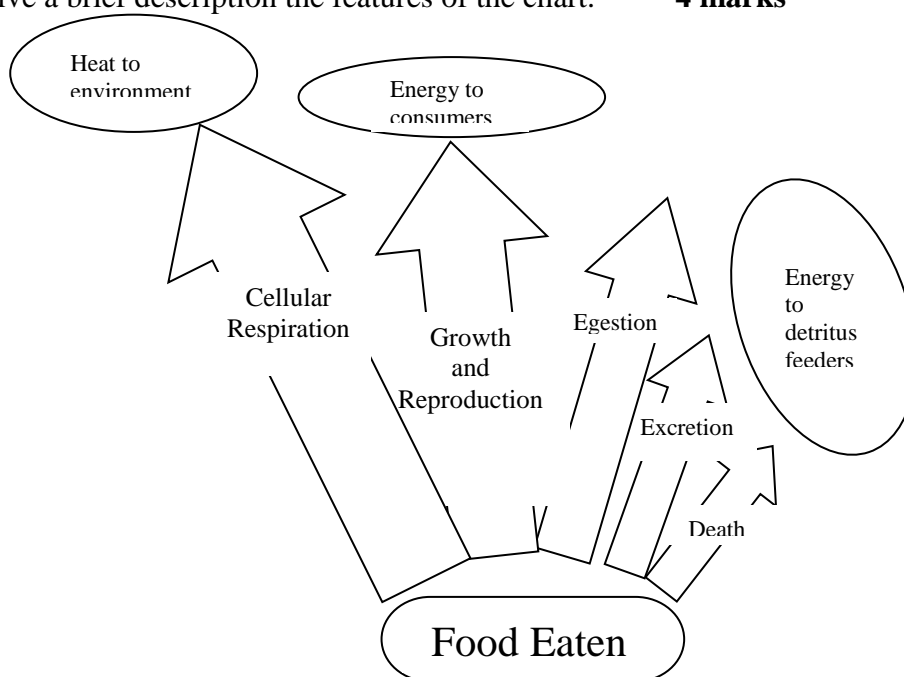 ive a brief description the features of the chart. 4 marks
Heat to
environment
Energy to
consumers
Cellular
Respiration
Growth
and
Reproduction
Egestion
Excretion
Death
Energy
to
detritus
feeders
Food Eaten